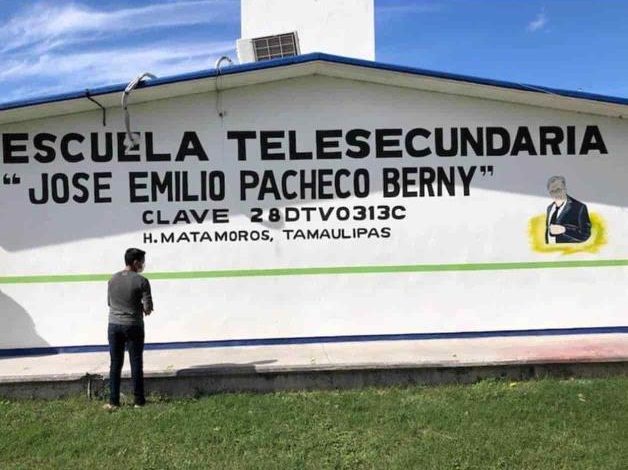 ESCUELA TELESECUNDARIA
"JOSE EMILIO PACHECO BERNY"
CLAVE 28DTV0313C
H. MATAMOROS, TAMAULIPAS